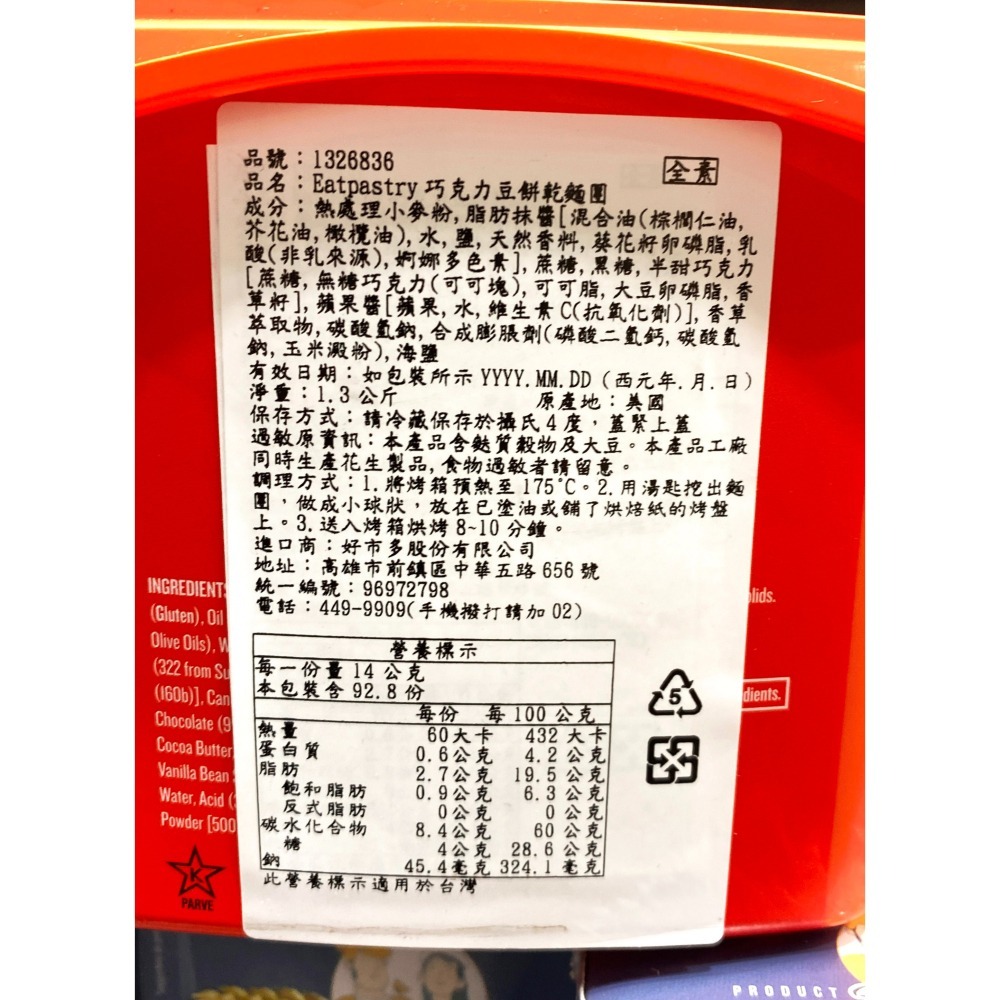 品號：1326836
全素
品名：Eatpastry 巧克力豆餅乾麵團
成分：熱處理小麥粉, 脂肪抹醬[混合油(棕櫚仁油,
芥花油, 橄欖油), 水, 鹽, 天然香料, 葵花籽卵磷脂, 乳
酸(非乳來源), 婀娜多色素], 蔗糖, 黑糖, 半甜巧克力
[蔗糖, 無糖巧克力(可可塊), 可可脂, 大豆卵磷脂, 香
草籽], 蘋果醬[蘋果, 水, 維生素 C(抗氧化劑)], 香草
萃取物, 碳酸氫鈉, 合成膨脹劑(磷酸二氫鈣, 碳酸氫
鈉, 玉米澱粉), 海鹽
有效日期：如包裝所示 YYYY.MM.DD (西元年.月.日)
淨重：1.3 公斤 原產地：美國
保存方式：請冷藏保存於攝氏 4 度，蓋緊上蓋
過敏原資訊：本產品含麩質穀物及大豆。本產品工廠
同時生產花生製品, 食物過敏者請留意。
調理方式：1.將烤箱預熱至 175℃。2.用湯匙挖出麵
團，做成小球狀，放在已塗油或鋪了烘焙紙的烤盤
上。3.送入烤箱烘烤 8~10 分鐘。
進口商：好市多股份有限公司
地址：高雄市前鎮區中華五路 656 號
統一編號：96972798
電話：449-9909(手機撥打請加 02)
營養標示
每一份量 14 公克
本包裝含 92.8 份
每份 每 100 公克
熱量 60大卡 432 大卡
蛋白質 0.6公克 4.2 公克
脂肪 2.7公克 19.5 公克
飽和脂肪 0.9公克 6.3 公克
反式脂肪 0公克 0 公克
碳水化合物 8.4公克 60 公克
糖 4公克 28.6 公克
鈉 45.4毫克 324.1 毫克
此營養標示適用於台灣
5
INGREDIENTS
(Gluten), Oil
Olive Oils), W
(322 from Su
(160b)], Can
Chocolate (9
Cocoa Butter
Vanilla Bean
Water, Acid (
Powder [500
K
PARVE
lids.
dients.
PRODUCT